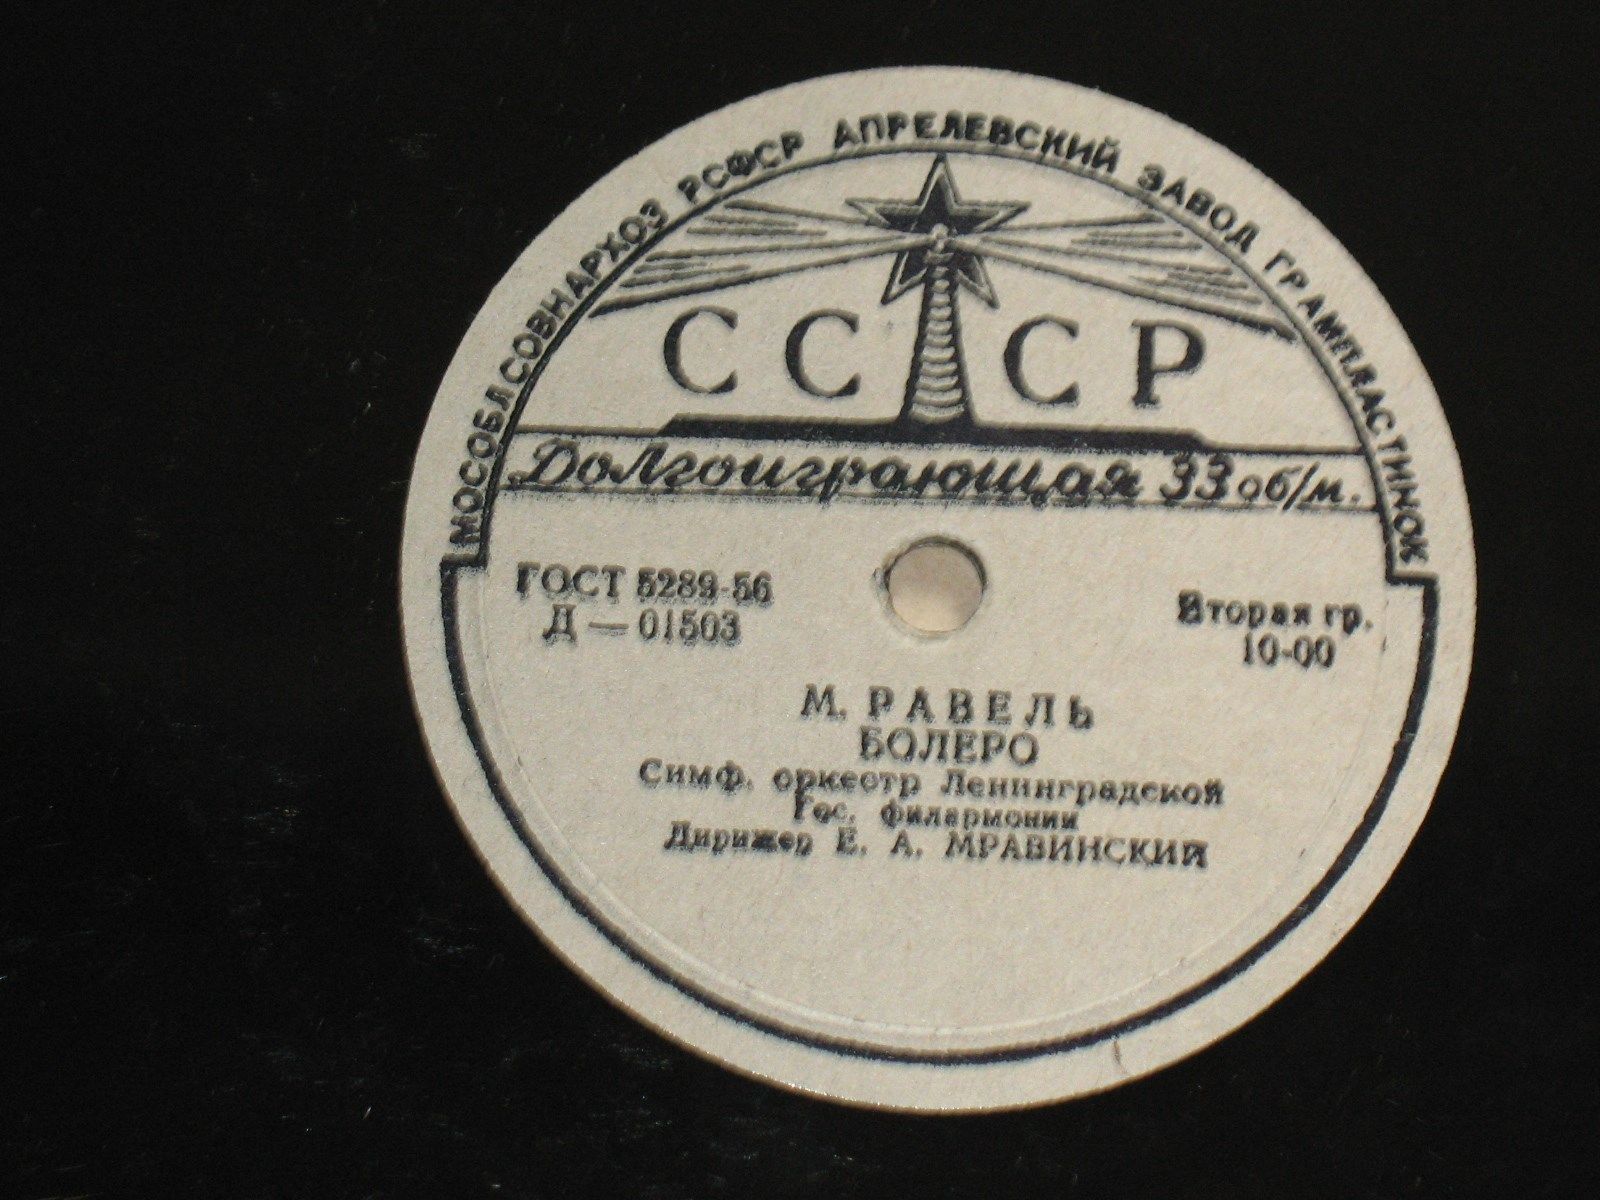 МОСОБЛСОВНАРХОЗ РСФСР АПРЕЛЕВСКИЙ ЗАВОД ГРАМПЛАСТИНОК
СССР
Долгоиграющая 33 об/м.
ГОСТ 5289-56
Д — 01503
Вторая гр.
10-00
М. РАВЕЛЬ
БОЛЕРО
Симф. оркестр Ленинградской
Гос. филармонии
Дирижер Е. А. МРАВИНСКИЙ